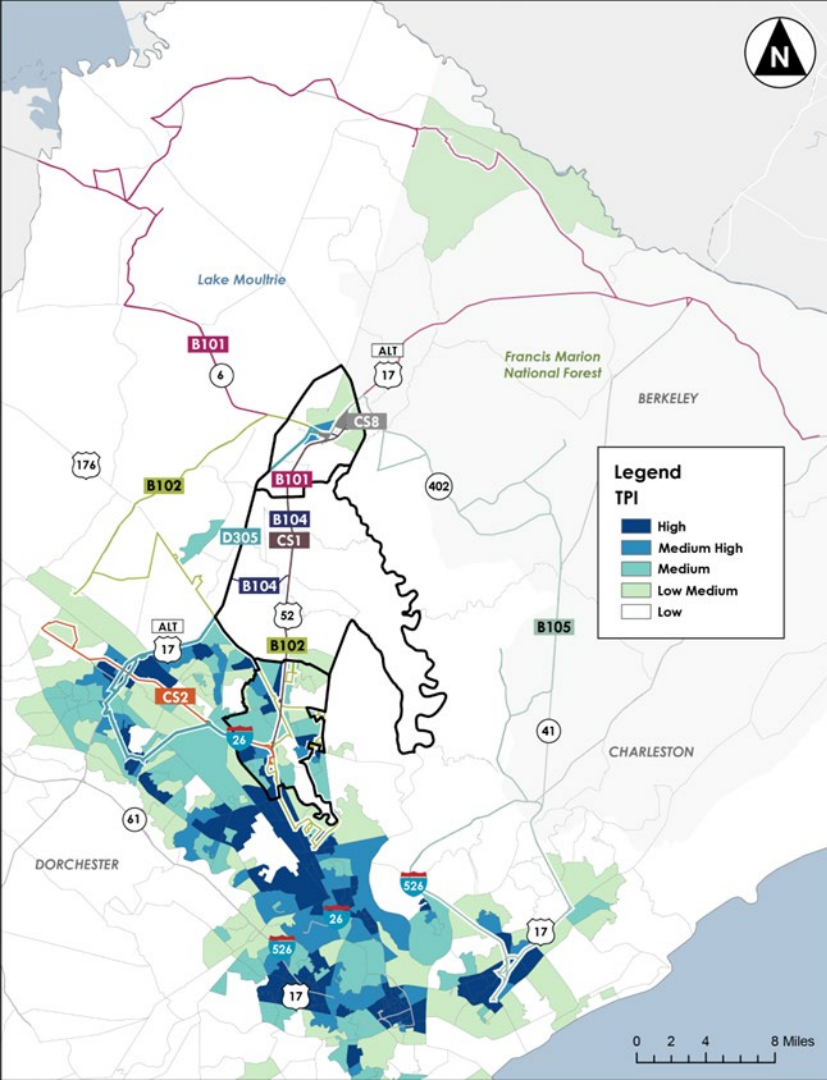 N
Lake Moultrie
B101
6
ALT
17
Francis Marion
National Forest
BERKELEY
CS8
176
B102
B101
402
B104
D305
CS1
B104
52
ALT
17
B102
B105
CS2
26
41
CHARLESTON
61
DORCHESTER
526
26
17
526
17
Legend
TPI
High
Medium High
Medium
Low Medium
Low
0 2 4 8 Miles